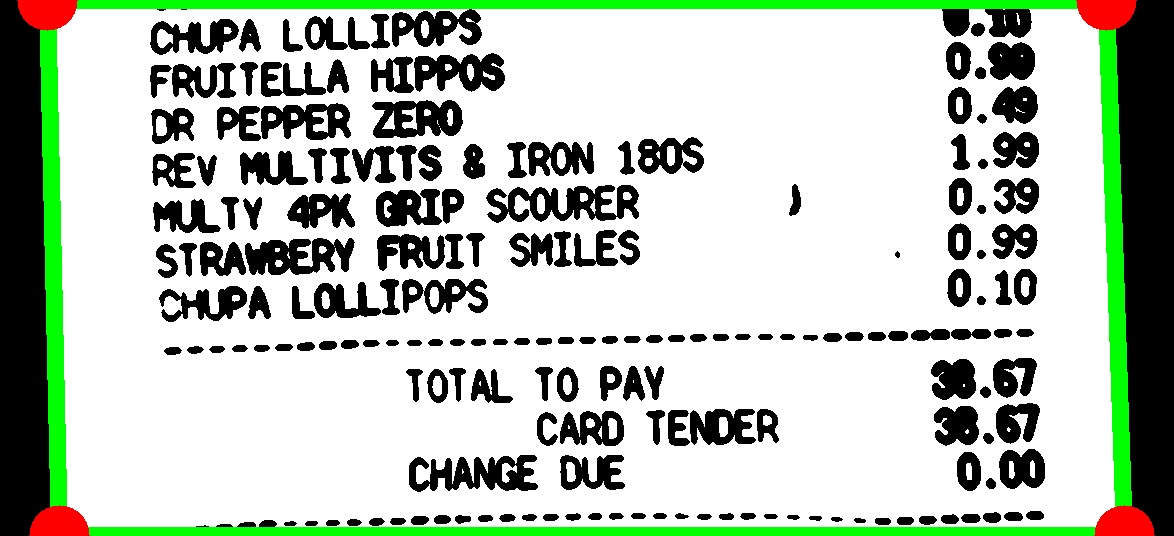 CHUPA LOLLIPOPS 0.10
FRUITELLA HIPPOS 0.99
DR PEPPER ZERO 0.49
REV MULTIVITS & IRON 180S 1.99
MULTY 4PK GRIP SCOURER 0.39
STRAWBERY FRUIT SMILES 0.99
CHUPA LOLLIPOPS 0.10
TOTAL TO PAY 38.67
CARD TENDER 38.67
CHANGE DUE 0.00